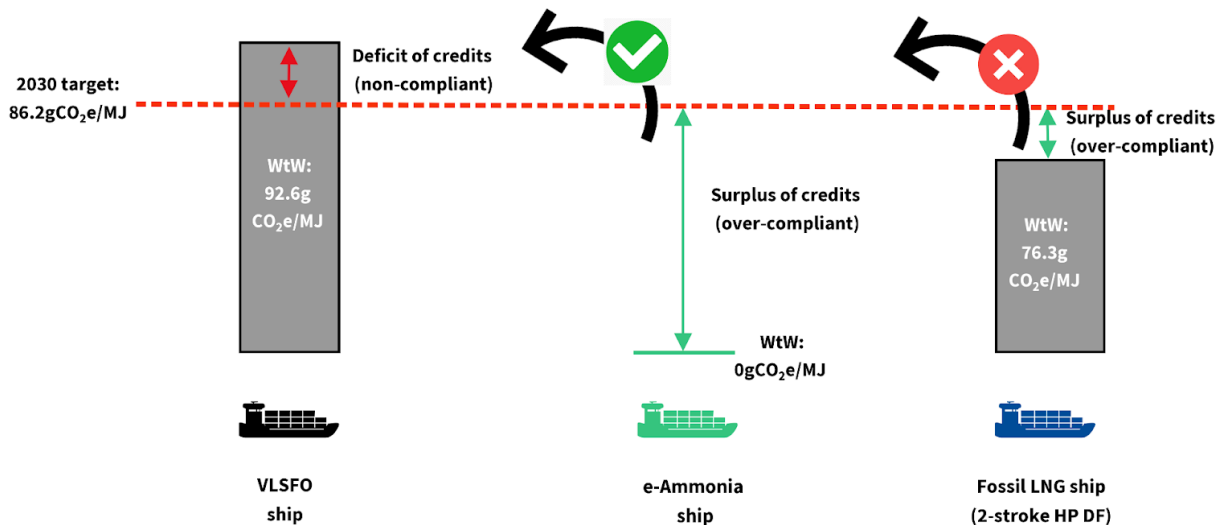 2030 target:
86.2gCO₂e/MJ
Deficit of credits
(non-compliant)
WtW:
92.6g
CO₂e/MJ
Surplus of credits
(over-compliant)
WtW:
0gCO₂e/MJ
Surplus of credits
(over-compliant)
WtW:
76.3g
CO₂e/MJ
VLSFO
ship
e-Ammonia
ship
Fossil LNG ship
(2-stroke HP DF)